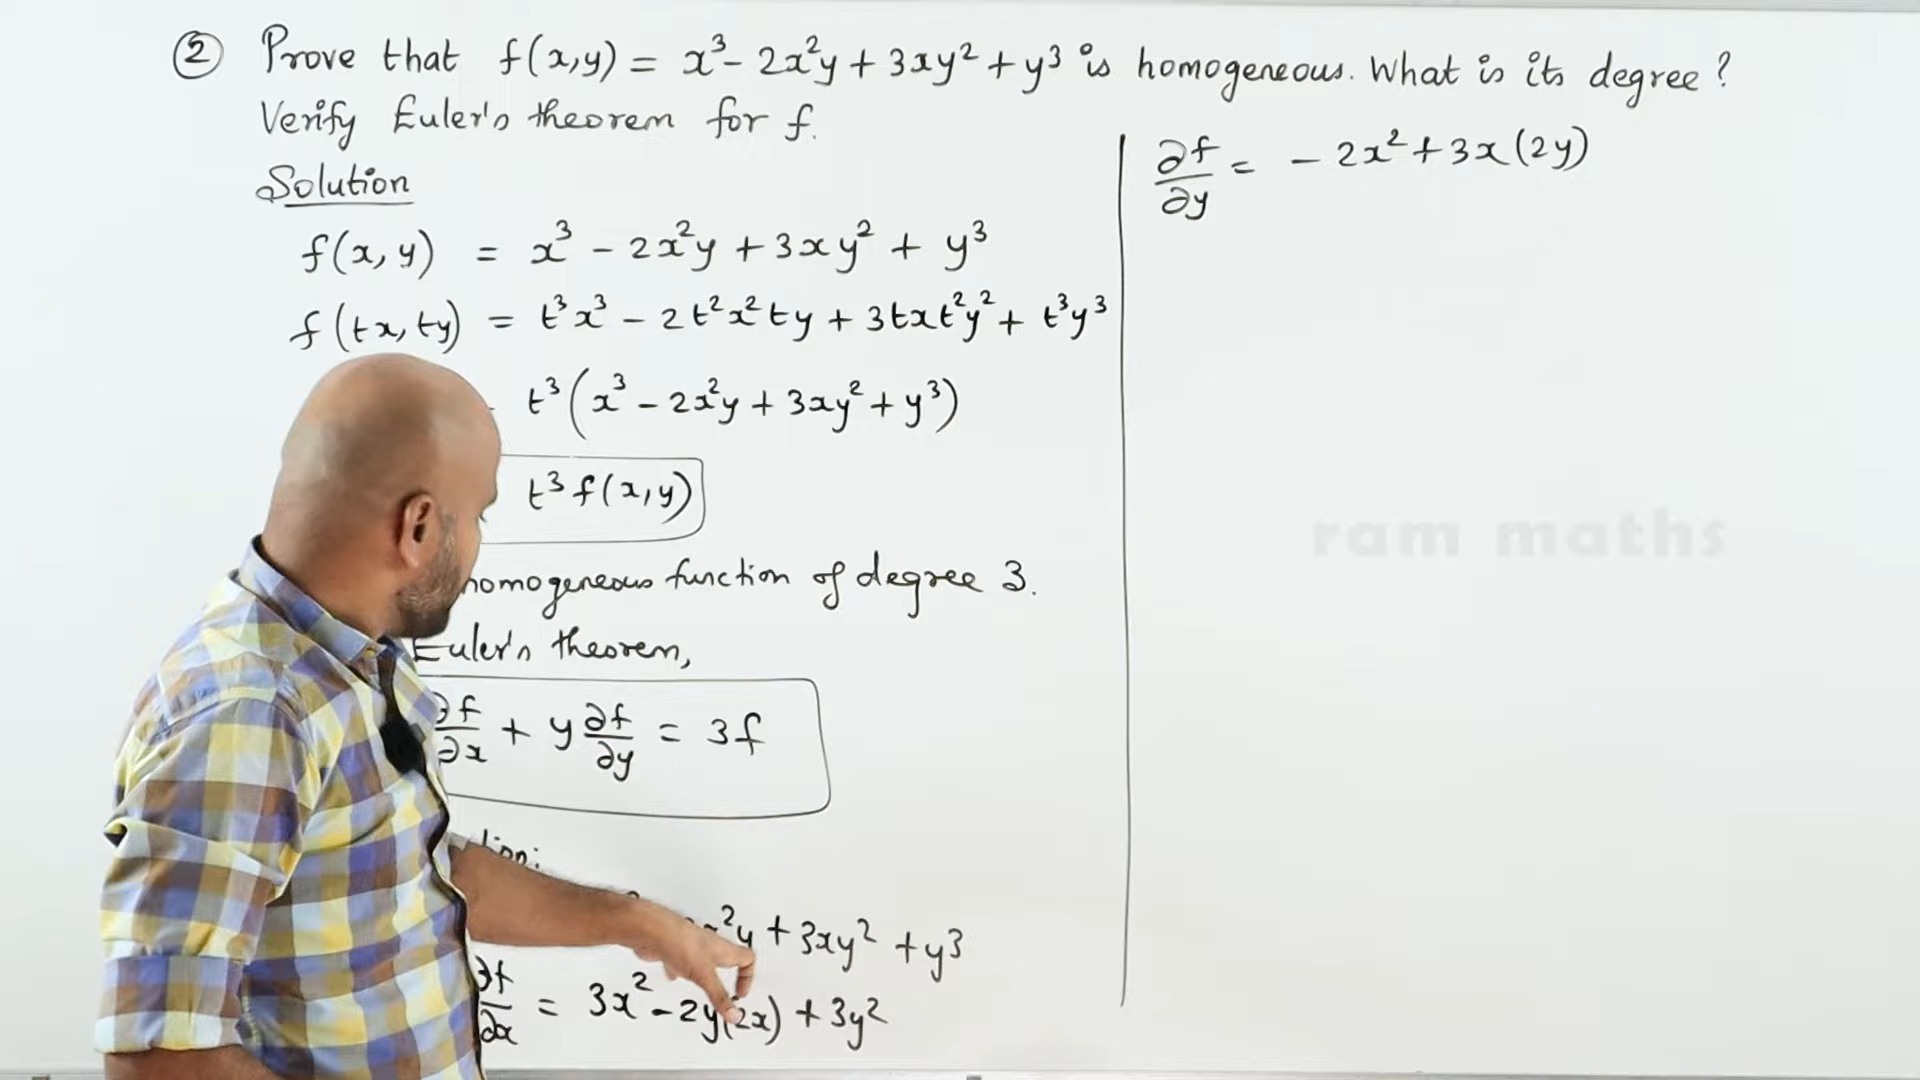 ② Prove that f(x,y) = x³ - 2x²y + 3xy² + y³ is homogeneous. What is its degree?
Verify Euler's theorem for f.
Solution
f(x,y) = x³ - 2x²y + 3xy² + y³
f(tx, ty) = t³x³ - 2t²x²ty + 3txt²y² + t³y³
t³(x³ - 2x²y + 3xy² + y³)
t³f(x,y)
homogeneous function of degree 3.
Euler's theorem,
∂f/∂x + y ∂f/∂y = 3f
²y + 3xy² + y³
∂f/∂x = 3x² - 2y(2x) + 3y²
∂f/∂y = - 2x² + 3x(2y)
ram maths